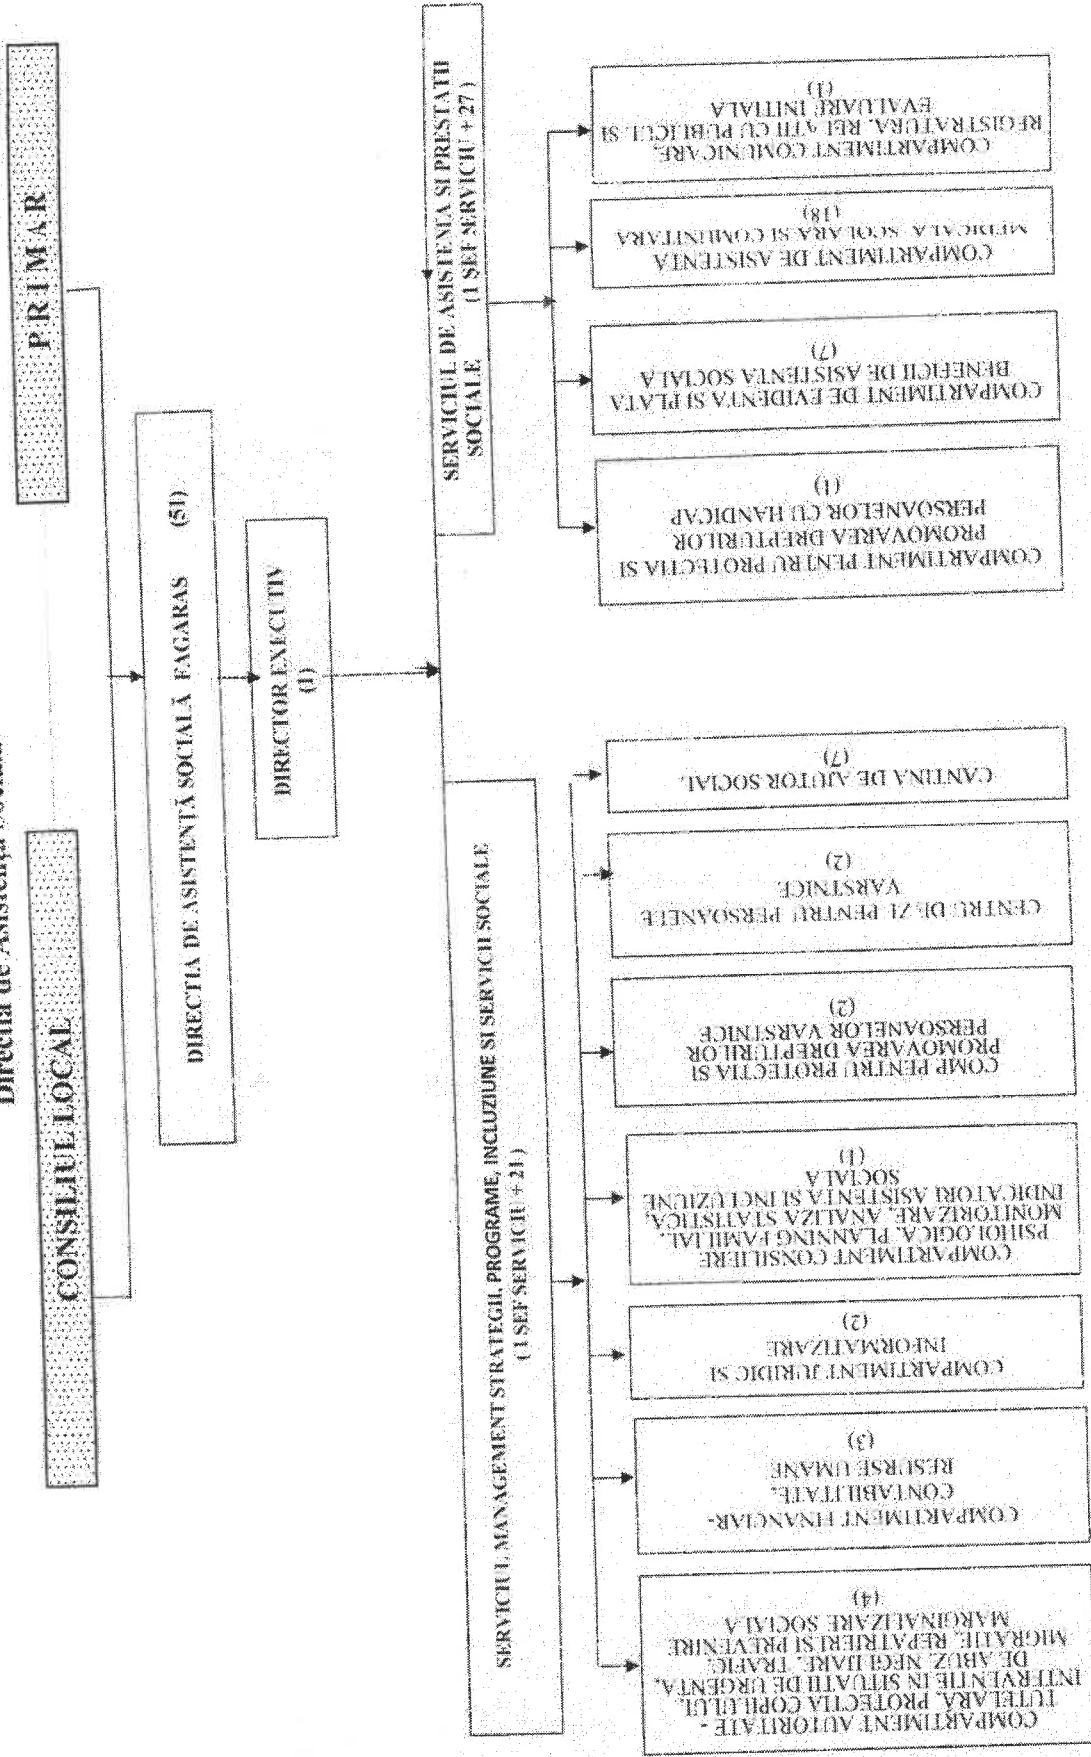 Directia de Asistenţa Socială
CONSILIUL LOCAL
PRIMAR
DIRECTIA DE ASISTENŢĂ SOCIALĂ FAGARAS (51)
DIRECTOR EXECUTIV
(1)
SERVICIUL MANAGEMENT STRATEGII, PROGRAME, INCLUZIUNE SI SERVICII SOCIALE
(1 SEF SERVICIU + 21)
SERVICIUL DE ASISTENTA SI PRESTATII
SOCIALE (1 ŞEF SERVICIU + 27)
COMPARTIMENT AUTORITATE -
TUTELARA, PROTECTIA COPILULUI,
INTERVENTIE IN SITUATII DE URGENTA,
DE ABUZ, NEGLIJARE, TRAFIC,
MIGRATIE, REPATRIERI SI PREVENIRE
MARGINALIZARE SOCIALA
(4)
COMPARTIMENT FINANCIAR-
CONTABILITATE,
RESURSE UMANE
(3)
COMPARTIMENT JURIDIC SI
INFORMATIZARE
(2)
COMPARTIMENT CONSILIERE
PSIHOLOGICA, PLANNING FAMILIAL,
MONITORIZARE, ANALIZA STATISTICA,
INDICATORI ASISTENTA SI INCLUZIUNE
SOCIALA
(1)
COMP PENTRU PROTECTIA SI
PROMOVAREA DREPTURILOR
PERSOANELOR VARSTNICE
(2)
CENTRU DE ZI PENTRU PERSOANELE
VARSTNICE
(2)
CANTINA DE AJUTOR SOCIAL
(7)
COMPARTIMENT PENTRU PROTECTIA SI
PROMOVAREA DREPTURILOR
PERSOANELOR CU HANDICAP
(1)
COMPARTIMENT DE EVIDENTA SI PLATA
BENEFICII DE ASISTENTA SOCIALA
(7)
COMPARTIMENT DE ASISTENTA
MEDICALA SCOLARA SI COMUNITARA
(18)
COMPARTIMENT COMUNICARE,
REGISTRATURA, RELATII CU PUBLICUL SI
EVALUARE INITIALA
(1)